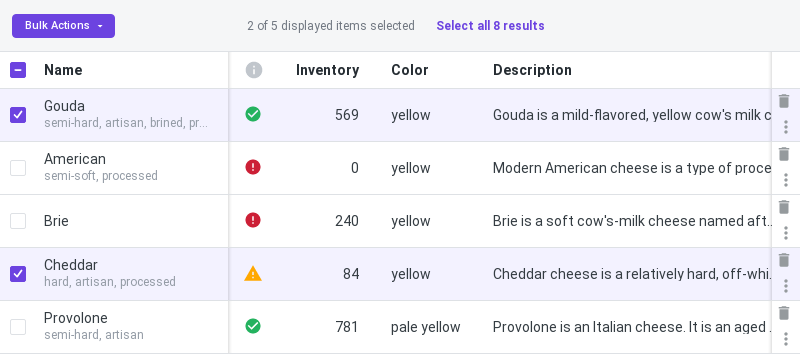 Bulk Actions
2 of 5 displayed items selected
Select all 8 results
Name Inventory Color Description
Gouda
semi-hard, artisan, brined, pr...
569 yellow Gouda is a mild-flavored, yellow cow's milk c
American
semi-soft, processed
0 yellow Modern American cheese is a type of proce
Brie 240 yellow Brie is a soft cow's-milk cheese named aft..
Cheddar
hard, artisan, processed
84 yellow Cheddar cheese is a relatively hard, off-whi..
Provolone
semi-hard, artisan
781 pale yellow Provolone is an Italian cheese. It is an aged .